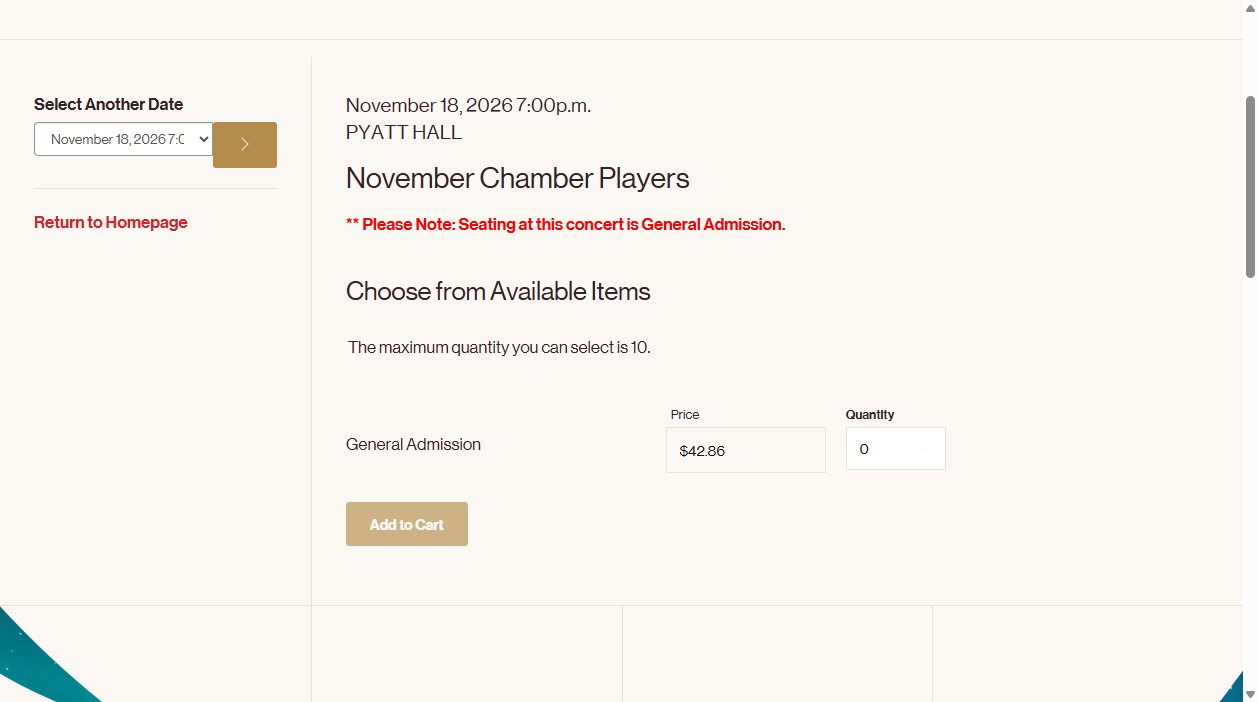 Select Another Date
November 18, 2026 7:0
Return to Homepage
November 18, 2026 7:00p.m.
PYATT HALL
November Chamber Players
** Please Note: Seating at this concert is General Admission.
Choose from Available Items
The maximum quantity you can select is 10.
Price
Quantity
General Admission
$42.86
0
Add to Cart